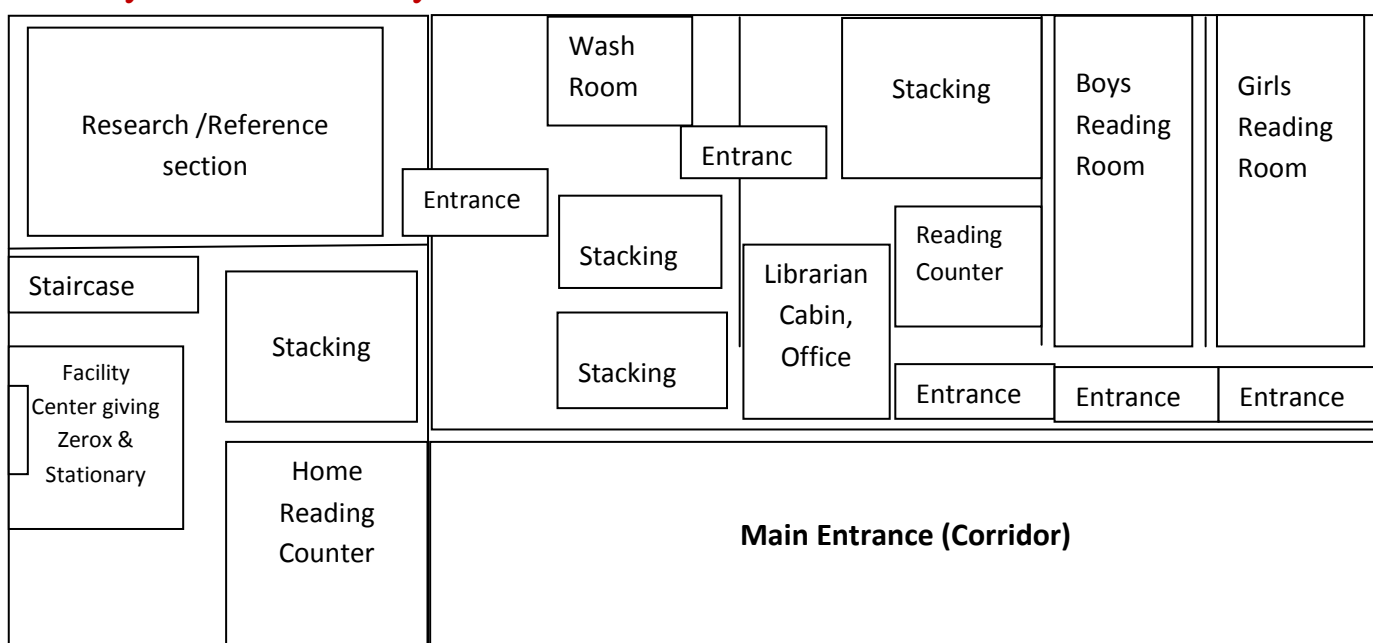 Research /Reference
section
Wash
Room
Entranc
Stacking
Boys
Reading
Room
Girls
Reading
Room
Entrance
Stacking
Reading
Counter
Staircase
Stacking
Librarian
Cabin,
Office
Stacking
Facility
Center giving
Zerox &
Stationary
Entrance
Entrance
Entrance
Home
Reading
Counter
Main Entrance (Corridor)